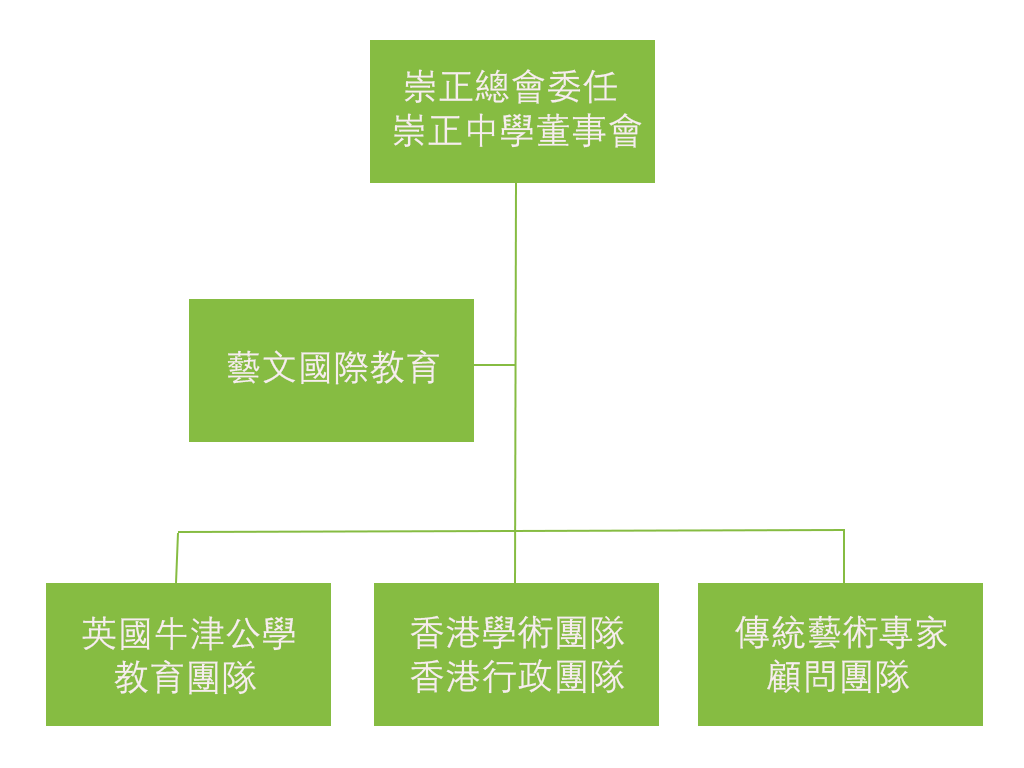 崇正總會委任
崇正中學董事會
藝文國際教育
英國牛津公學
教育團隊
香港學術團隊
香港行政團隊
傳統藝術專家
顧問團隊